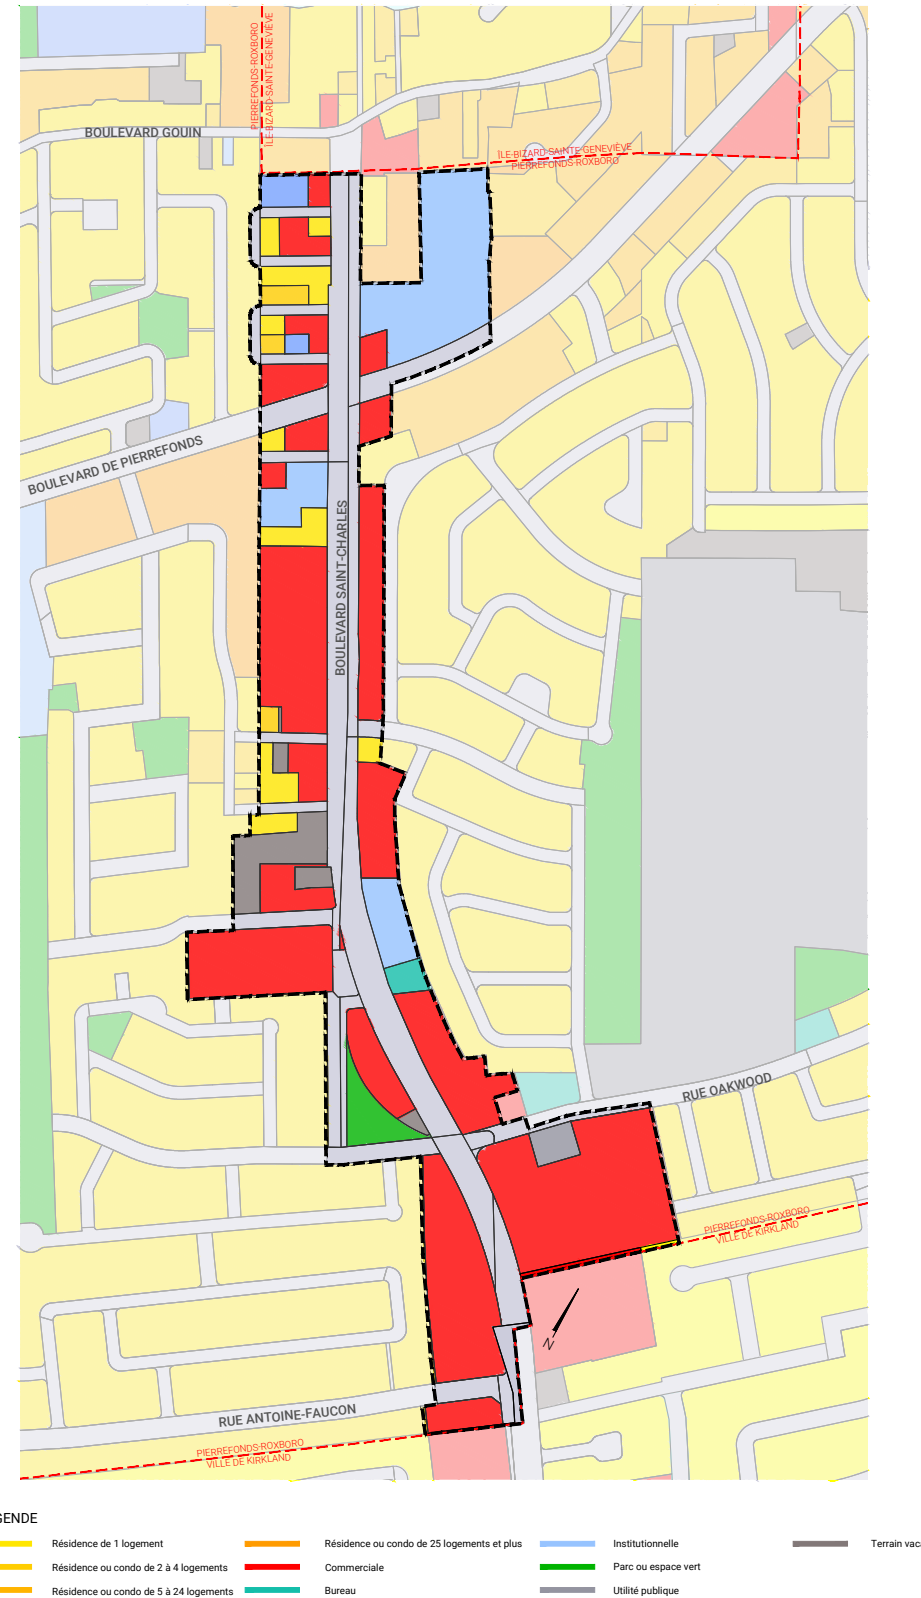 PIERREFONDS-ROXBORO
ÎLE-BIZARD-SAINTE-GENEVIÈVE
BOULEVARD GOUIN
ÎLE-BIZARD-SAINTE-GENEVIÈVE
PIERREFONDS-ROXBORO
BOULEVARD DE PIERREFONDS
BOULEVARD SAINT-CHARLES
RUE OAKWOOD
PIERREFONDS-ROXBORO
VILLE DE KIRKLAND
N
RUE ANTOINE-FAUCON
PIERREFONDS-ROXBORO
VILLE DE KIRKLAND
GENDE
Résidence de 1 logement
Résidence ou condo de 2 à 4 logements
Résidence ou condo de 5 à 24 logements
Résidence ou condo de 25 logements et plus
Commerciale
Bureau
Institutionnelle
Parc ou espace vert
Utilité publique
Terrain vaca